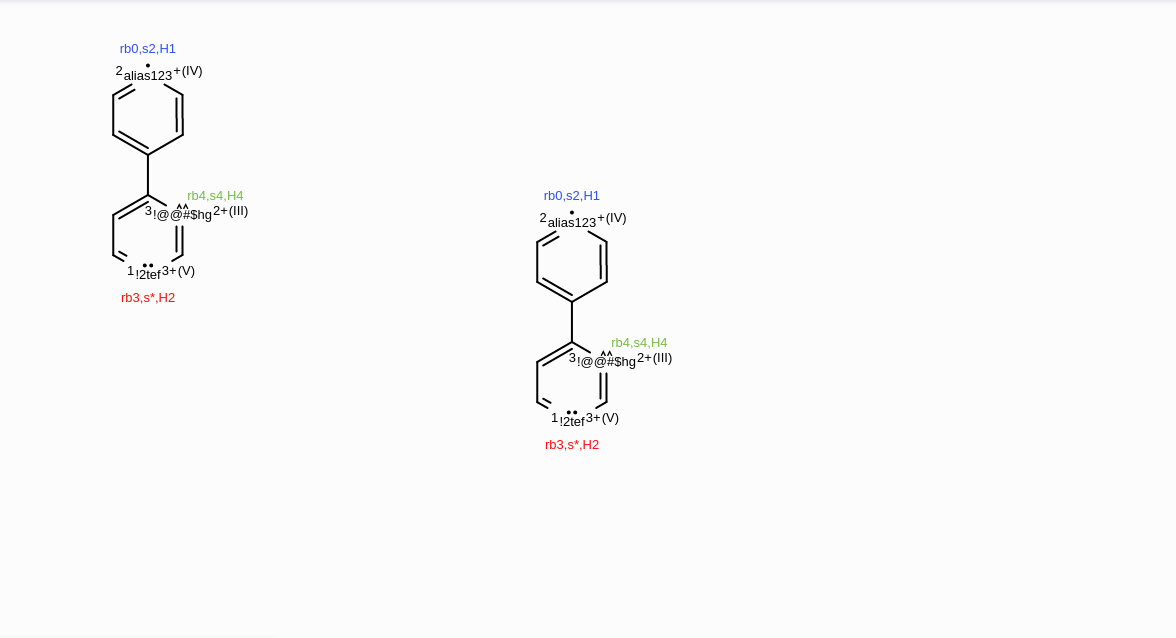 rb0,s2,H1
2alias123+(IV)
rb4,s4,H4
3!@@#$hg2+(III)
1!2tef3+(V)
rb3,s*,H2
rb0,s2,H1
2alias123+(IV)
rb4,s4,H4
3!@@#$hg2+(III)
1!2tef3+(V)
rb3,s*,H2